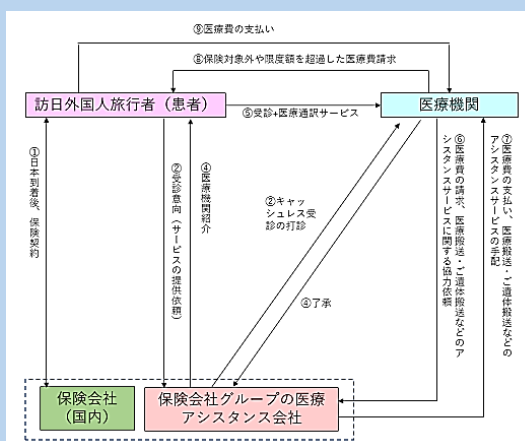 ⑨医療費の支払い
⑧保険対象外や限度額を超過した医療費請求
訪日外国人旅行者（患者）
医療機関
⑤受診+医療通訳サービス
①日本到着後、保険契約
②受診意向（サービスの提供依頼）
④医療機関紹介
②キャッ
シュレス受
診の打診
④了承
⑥医療費の請求、医療搬送・ご遺体搬送などのア
シスタンスサービスに関する協力依頼
⑦医療費の支払い、医療搬送・ご遺体搬送などの
アシスタンスサービスの手配
保険会社
（国内）
保険会社グループの医療
アシスタンス会社